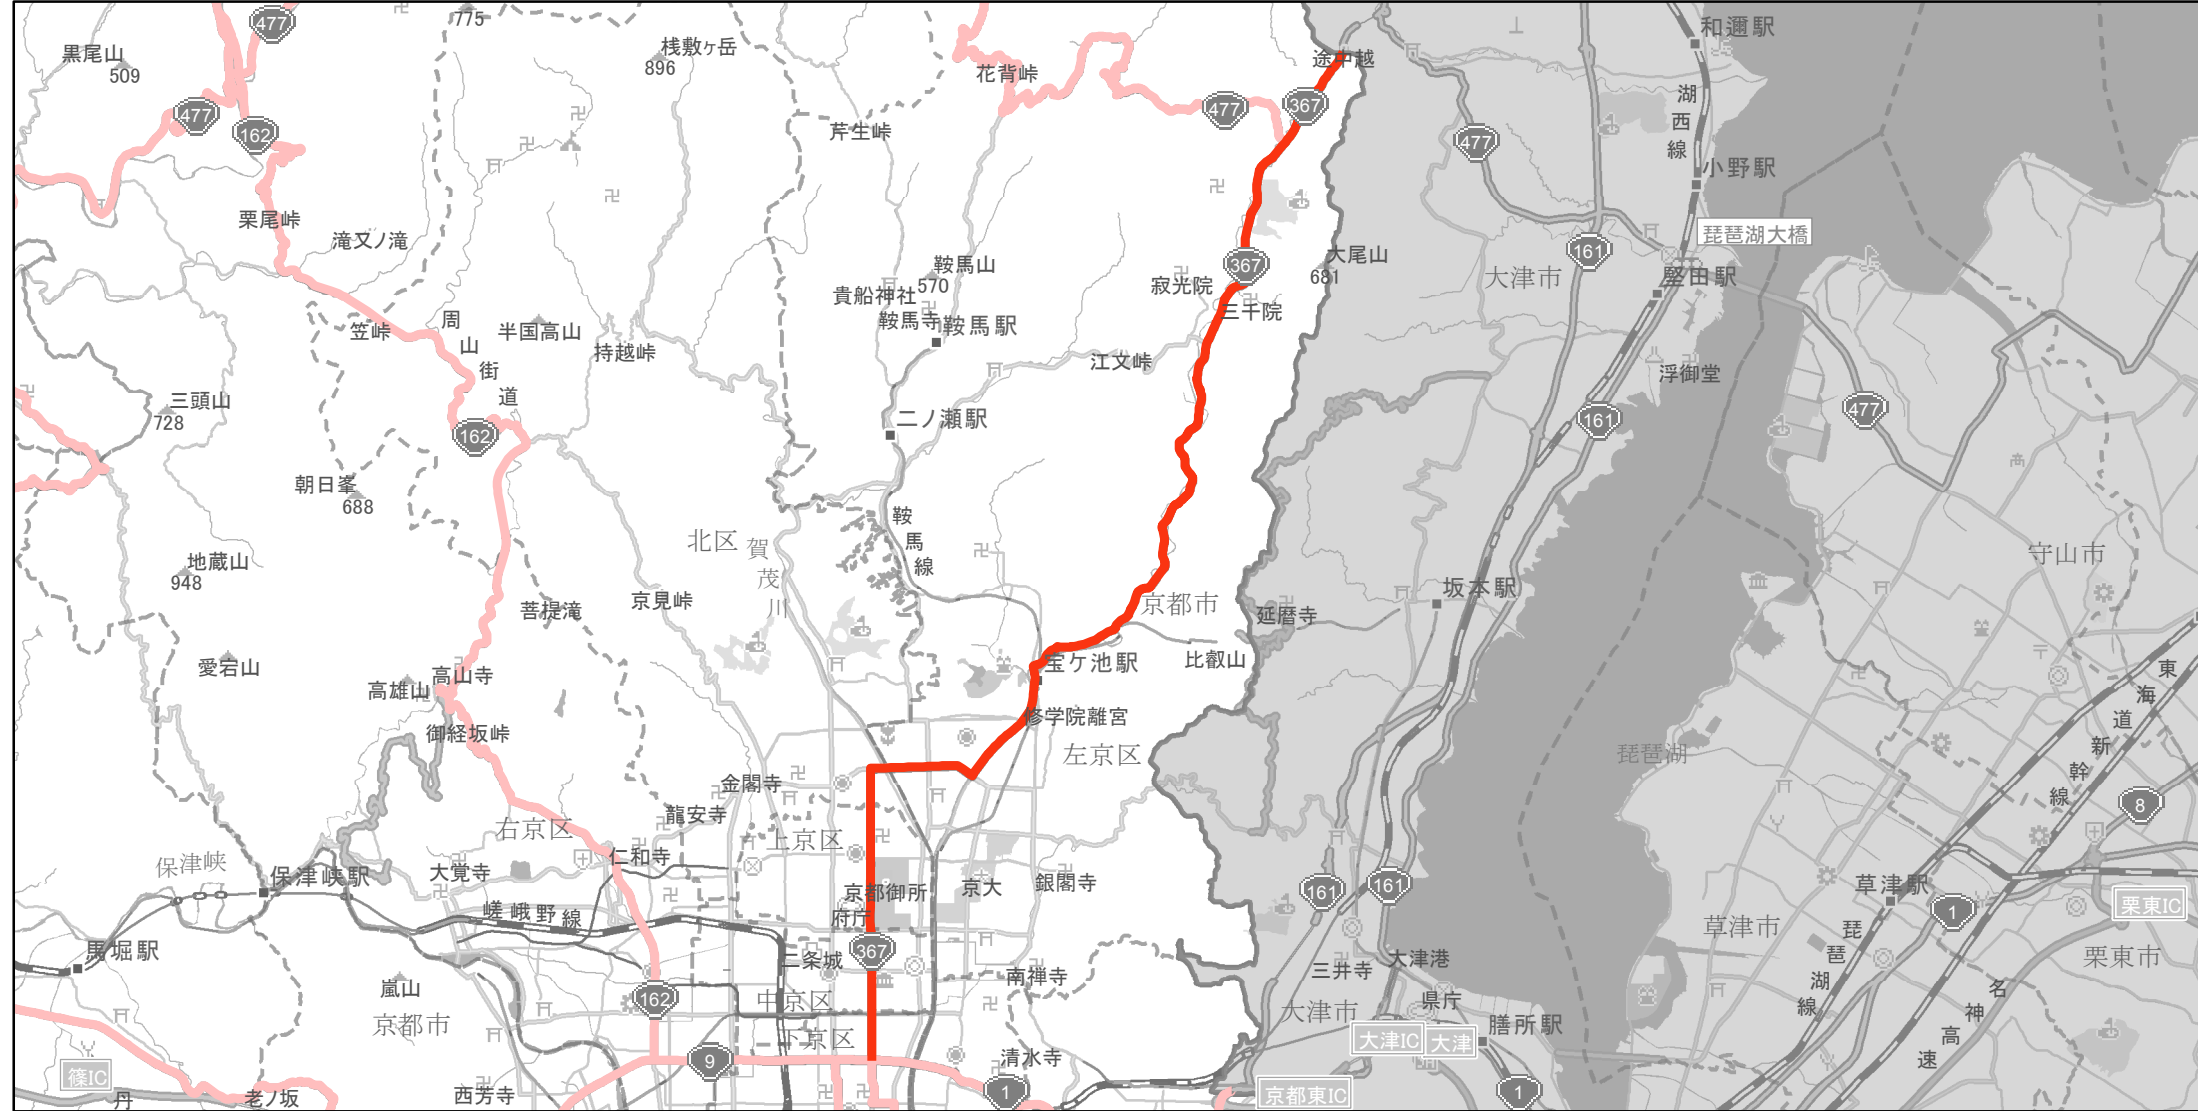 477
775
黒尾山
509
桟敷ヶ岳
896
花背峠
途中越
和邇駅
477
162
芹生峠
477
367
477
湖西線
小野駅
栗尾峠
滝又ノ滝
鞍馬山
570
貴船神社
鞍馬寺
鞍馬駅
寂光院
367
三千院
大尾山
681
161
大津市
琵琶湖大橋
堅田駅
笠峠
周山街道
半国高山
持越峠
江文峠
浮御堂
三頭山
728
162
二ノ瀬駅
161
477
朝日峯
688
鞍馬線
北区
賀茂川
地蔵山
948
守山市
菩提滝
京見峠
京都市
延暦寺
坂本駅
愛宕山
高雄山
高山寺
宝ケ池駅
比叡山
御経坂峠
修学院離宮
左京区
琵琶湖
東海道新幹線
金閣寺
龍安寺
右京区
上京区
8
保津峡
保津峡駅
大覚寺
仁和寺
京都御所
京大
銀閣寺
161
161
草津駅
1
栗東IC
嵯峨野線
府庁
367
馬堀駅
二条城
南禅寺
三井寺
大津港
草津市
琵琶湖線
栗東市
嵐山
京都市
162
中京区
大津市
県庁
名神高速
下京区
大津IC
大津
膳所駅
9
清水寺
篠IC
丹
老ノ坂
西芳寺
1
京都東IC
1